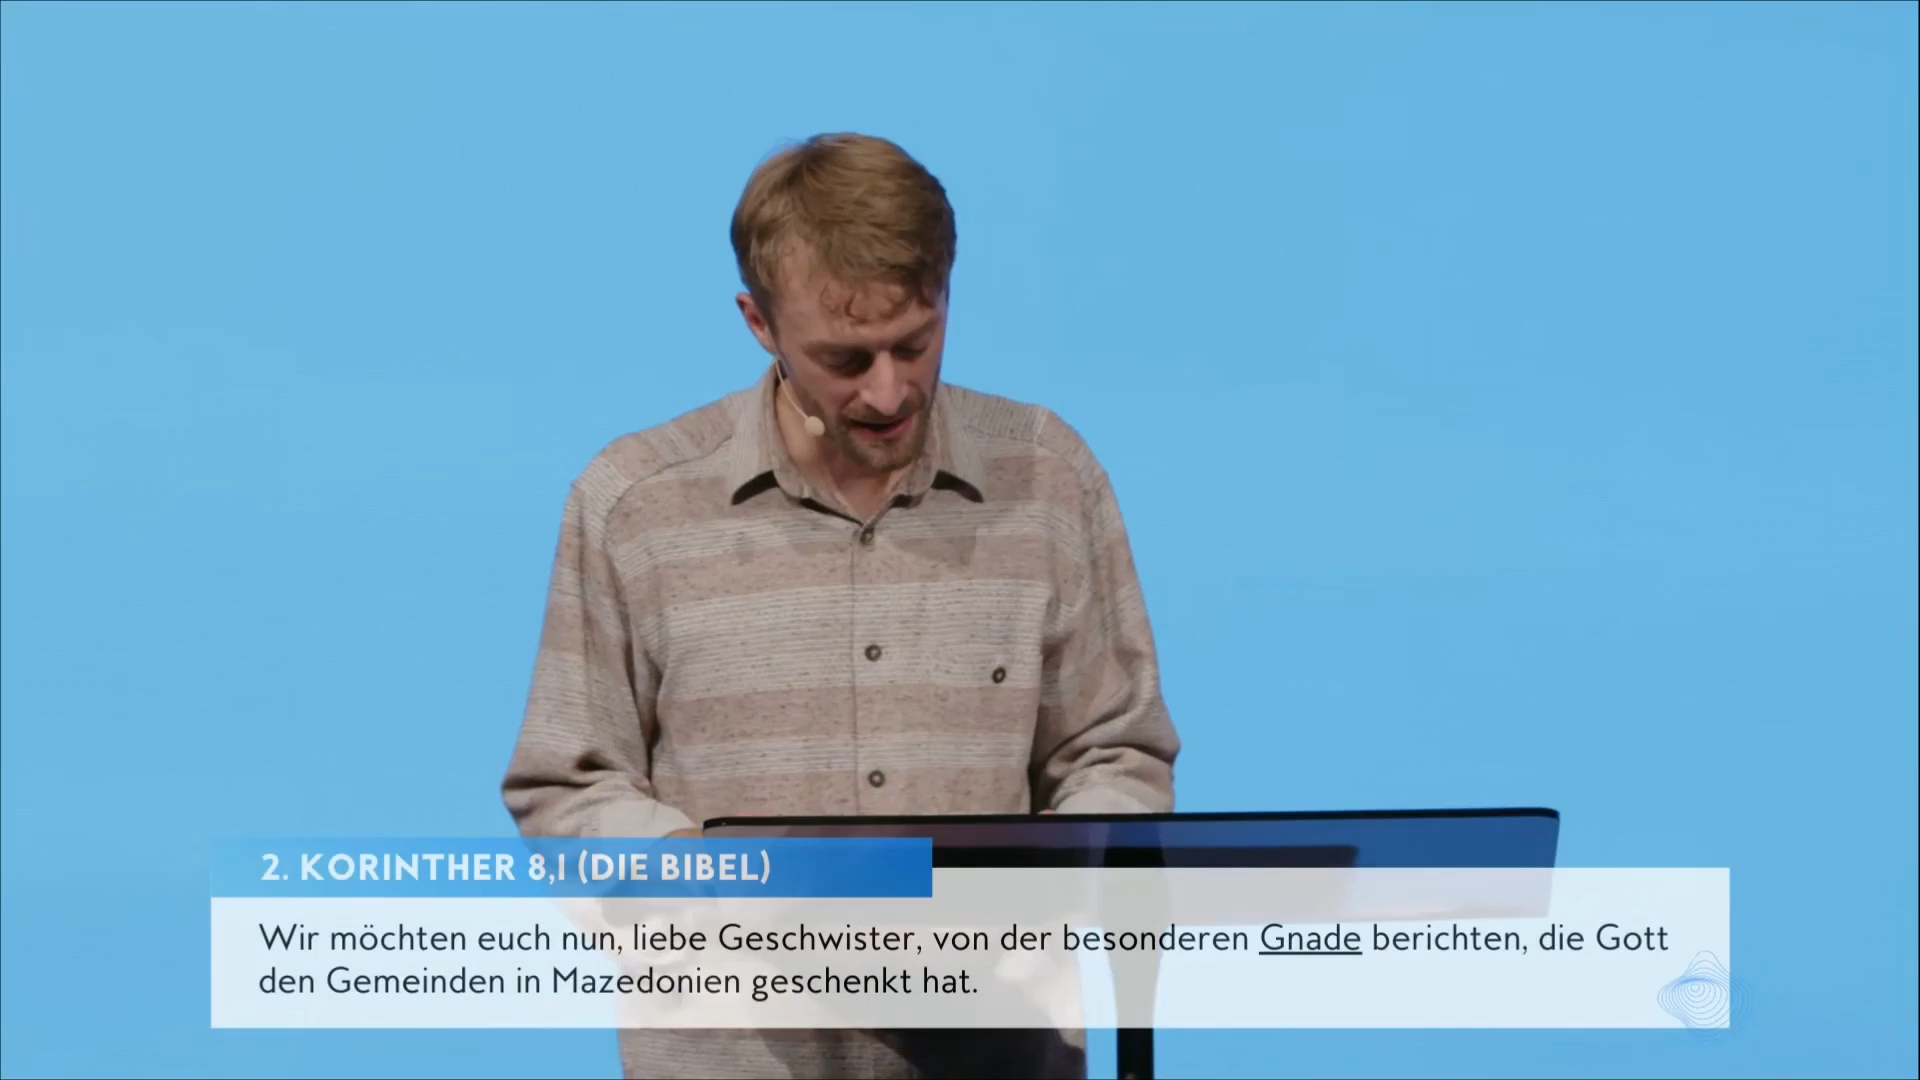 2. KORINTHER 8,1 (DIE BIBEL)
Wir möchten euch nun, liebe Geschwister, von der besonderen Gnade berichten, die Gott
den Gemeinden in Mazedonien geschenkt hat.